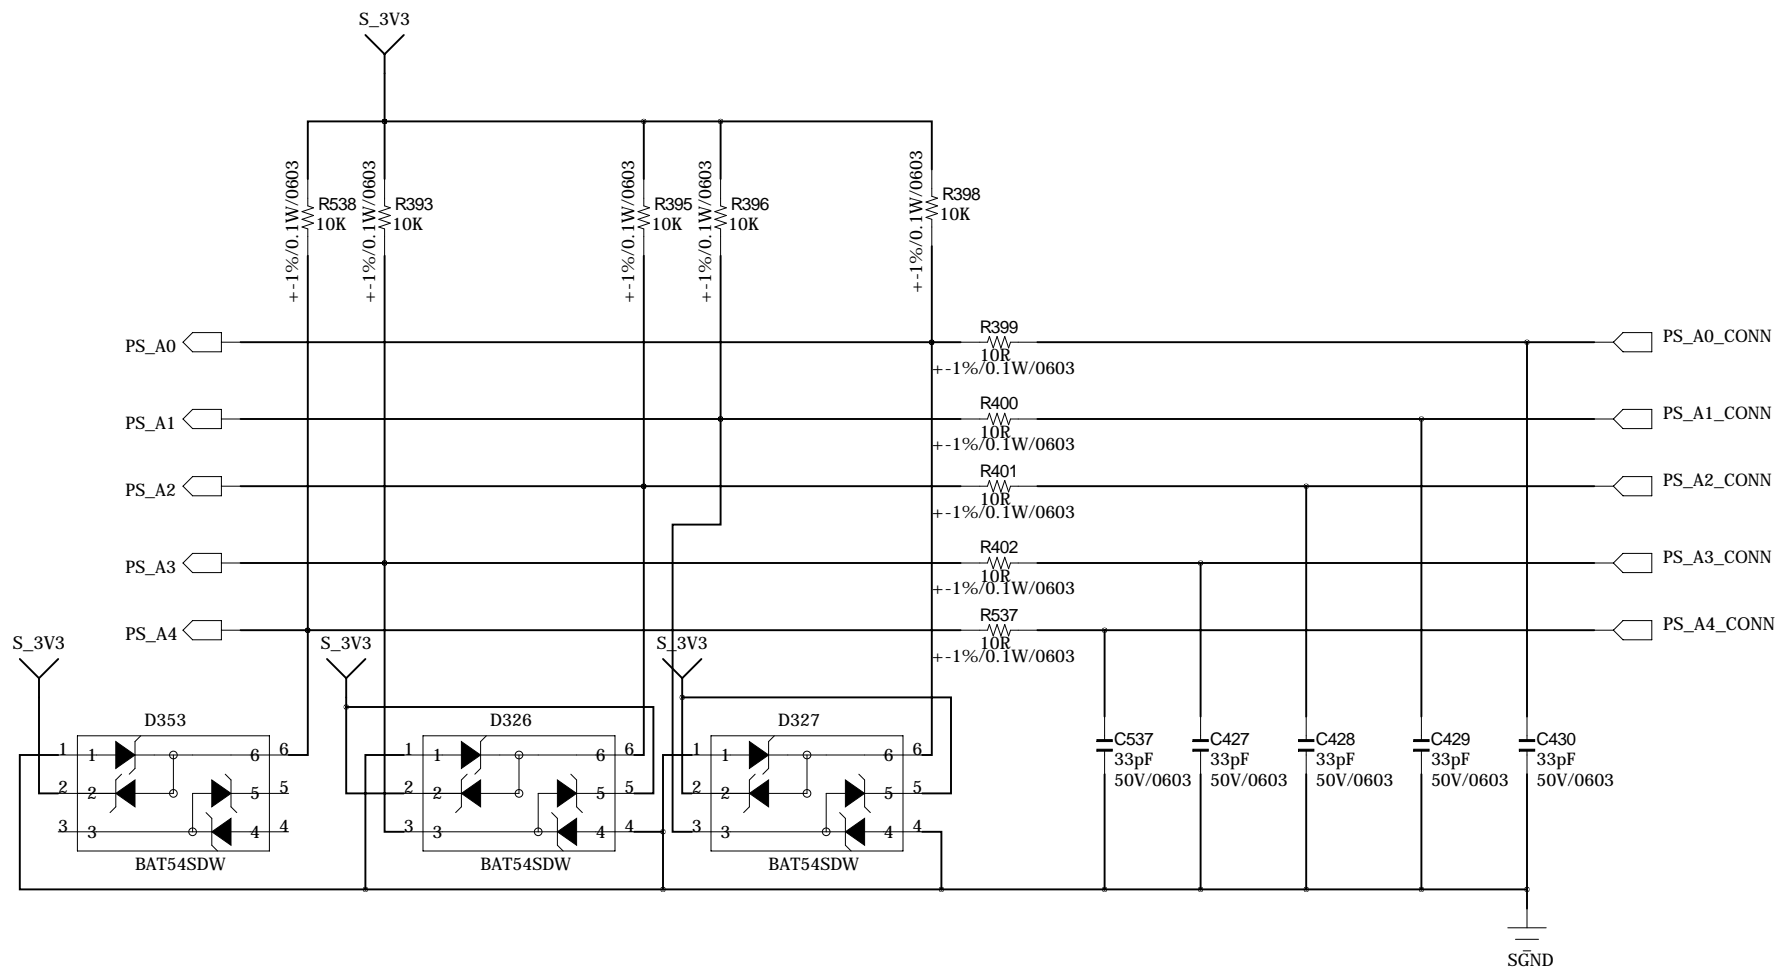 S_3V3
+-1%/0.1W/0603
R538
10K
+-1%/0.1W/0603
R393
10K
+-1%/0.1W/0603
R395
10K
+-1%/0.1W/0603
R396
10K
+-1%/0.1W/0603
R398
10K
PS_A0
R399
10R
+-1%/0.1W/0603
PS_A0_CONN
PS_A1
R400
10R
+-1%/0.1W/0603
PS_A1_CONN
PS_A2
R401
10R
+-1%/0.1W/0603
PS_A2_CONN
PS_A3
R402
10R
+-1%/0.1W/0603
PS_A3_CONN
PS_A4
R537
10R
+-1%/0.1W/0603
PS_A4_CONN
S_3V3
S_3V3
S_3V3
D353
1 1 6 6
2 2 5 5
3 3 4 4
BAT54SDW
D326
1 1 6 6
2 2 5 5
3 3 4 4
BAT54SDW
D327
1 1 6 6
2 2 5 5
3 3 4 4
BAT54SDW
C537
33pF
50V/0603
C427
33pF
50V/0603
C428
33pF
50V/0603
C429
33pF
50V/0603
C430
33pF
50V/0603
SGND